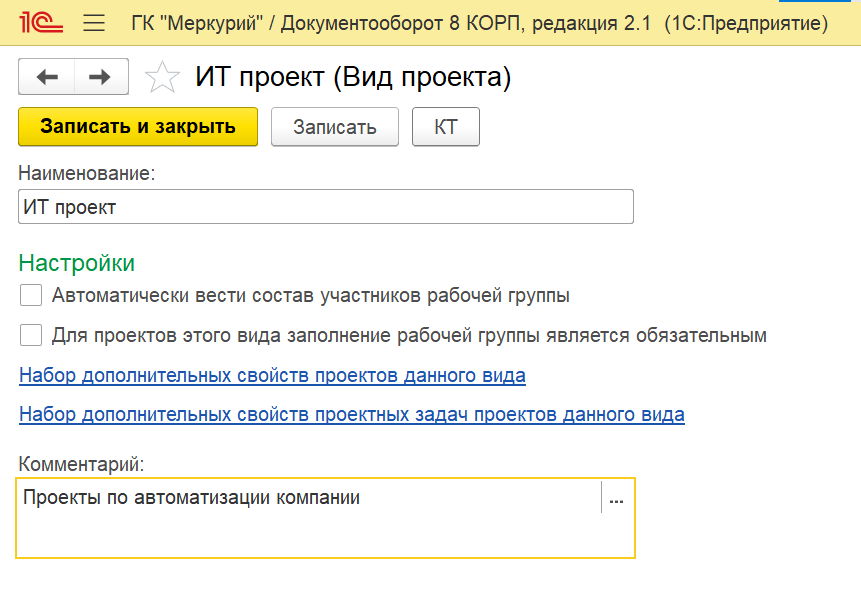 1С ГК "Меркурий" / Документооборот 8 КОРП, редакция 2.1 (1С:Предприятие)
ИТ проект (Вид проекта)
Записать и закрыть Записать КТ
Наименование:
ИТ проект
Настройки
Автоматически вести состав участников рабочей группы
Для проектов этого вида заполнение рабочей группы является обязательным
Набор дополнительных свойств проектов данного вида
Набор дополнительных свойств проектных задач проектов данного вида
Комментарий:
Проекты по автоматизации компании ...